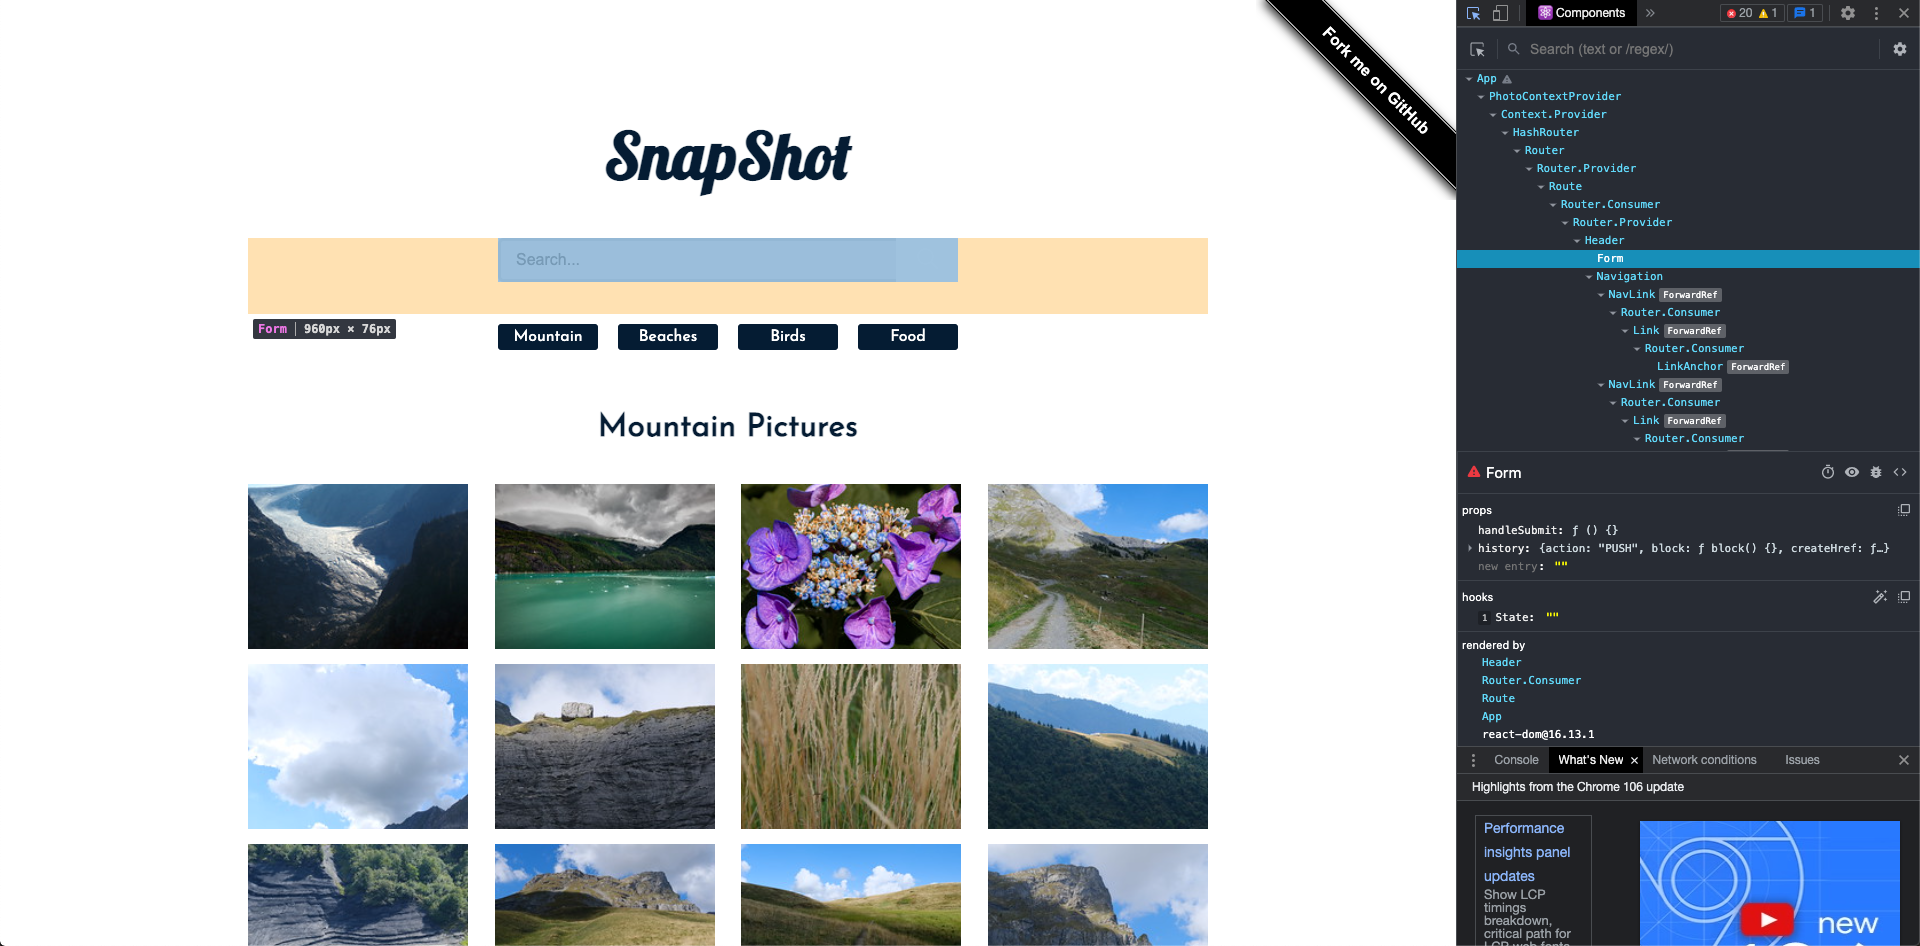 Fork me on GitHub
SnapShot
Search...
Form 960px × 76px
Mountain Beaches Birds Food
Mountain Pictures
Components » 20 1 1
Search (text or /regex/)
App
PhotoContextProvider
Context.Provider
HashRouter
Router
Router.Provider
Route
Router.Consumer
Router.Provider
Header
Form
Navigation
NavLink ForwardRef
Router.Consumer
Link ForwardRef
Router.Consumer
LinkAnchor ForwardRef
NavLink ForwardRef
Router.Consumer
Link ForwardRef
Router.Consumer
Form
props
handleSubmit: ƒ () {}
history: {action: "PUSH", block: ƒ block() {}, createHref: ƒ…}
new entry: ""
hooks
1 State: ""
rendered by
Header
Router.Consumer
Route
App
react-dom@16.13.1
Console What's New × Network conditions Issues
Highlights from the Chrome 106 update
Performance
insights panel
updates
Show LCP
timings
breakdown,
critical path for
LCP web fonts
new